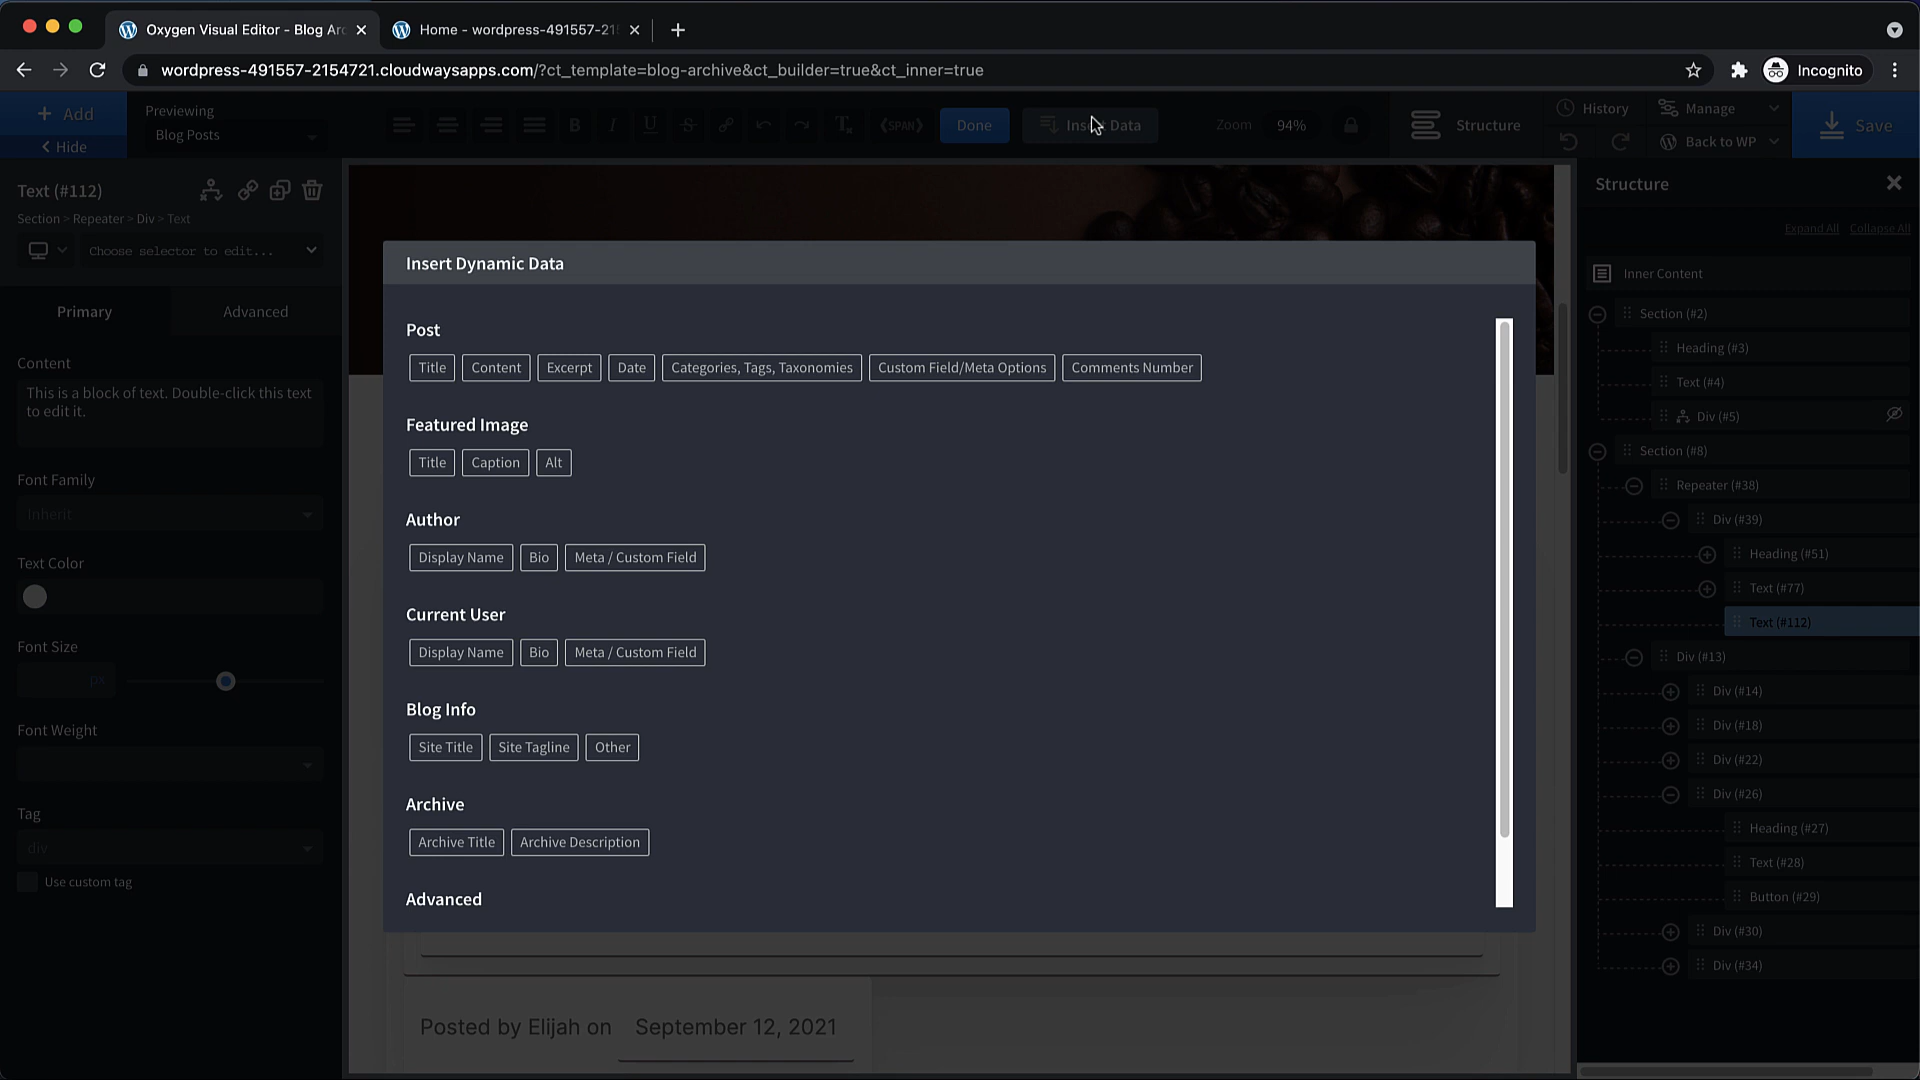 Oxygen Visual Editor - Blog Arc
Home - wordpress-491557-215
wordpress-491557-2154721.cloudwaysapps.com/?ct_template=blog-archive&ct_builder=true&ct_inner=true
Incognito
Add
Hide
Previewing
Blog Posts
B
I
U
S
<SPAN>
Done
Insert Data
Zoom
94%
Structure
History
Manage
Back to WP
Save
Text (#112)
Section > Repeater > Div > Text
Choose selector to edit...
Primary
Advanced
Content
This is a block of text. Double-click this text
to edit it.
Font Family
Inherit
Text Color
Font Size
px
Font Weight
Tag
div
Use custom tag
Insert Dynamic Data
Post
Title
Content
Excerpt
Date
Categories, Tags, Taxonomies
Custom Field/Meta Options
Comments Number
Featured Image
Title
Caption
Alt
Author
Display Name
Bio
Meta / Custom Field
Current User
Display Name
Bio
Meta / Custom Field
Blog Info
Site Title
Site Tagline
Other
Archive
Archive Title
Archive Description
Advanced
Posted by Elijah on
September 12, 2021
Structure
Expand All
Collapse All
Inner Content
Section (#2)
Heading (#3)
Text (#4)
Div (#5)
Section (#8)
Repeater (#38)
Div (#39)
Heading (#51)
Text (#77)
Text (#112)
Div (#13)
Div (#14)
Div (#18)
Div (#22)
Div (#26)
Heading (#27)
Text (#28)
Button (#29)
Div (#30)
Div (#34)